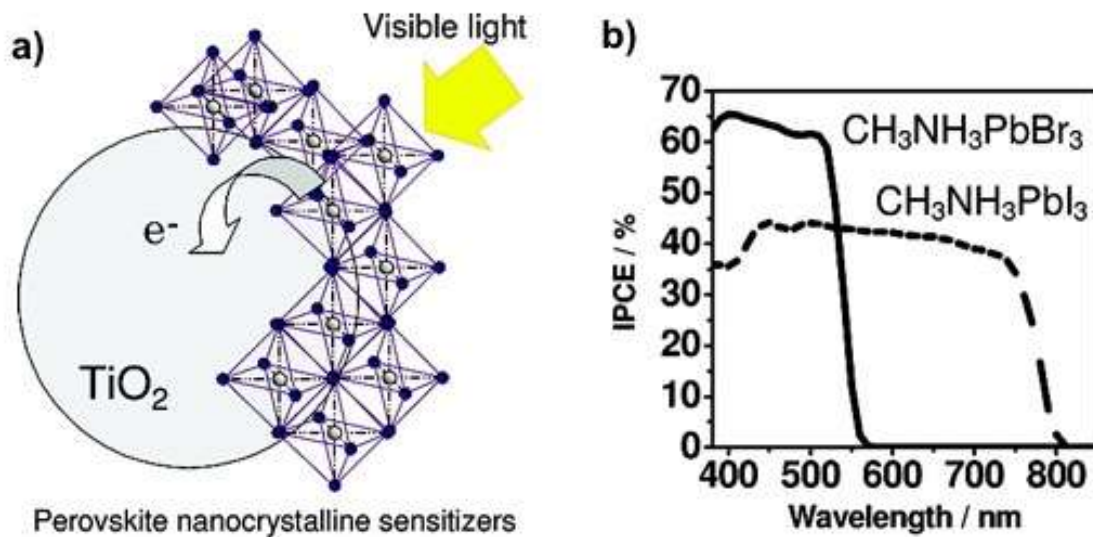 a)
Visible light
e-
TiO2
Perovskite nanocrystalline sensitizers
b)
70
60
50
40
30
20
10
0
IPCE / %
CH3NH3PbBr3
CH3NH3PbI3
400 500 600 700 800
Wavelength / nm